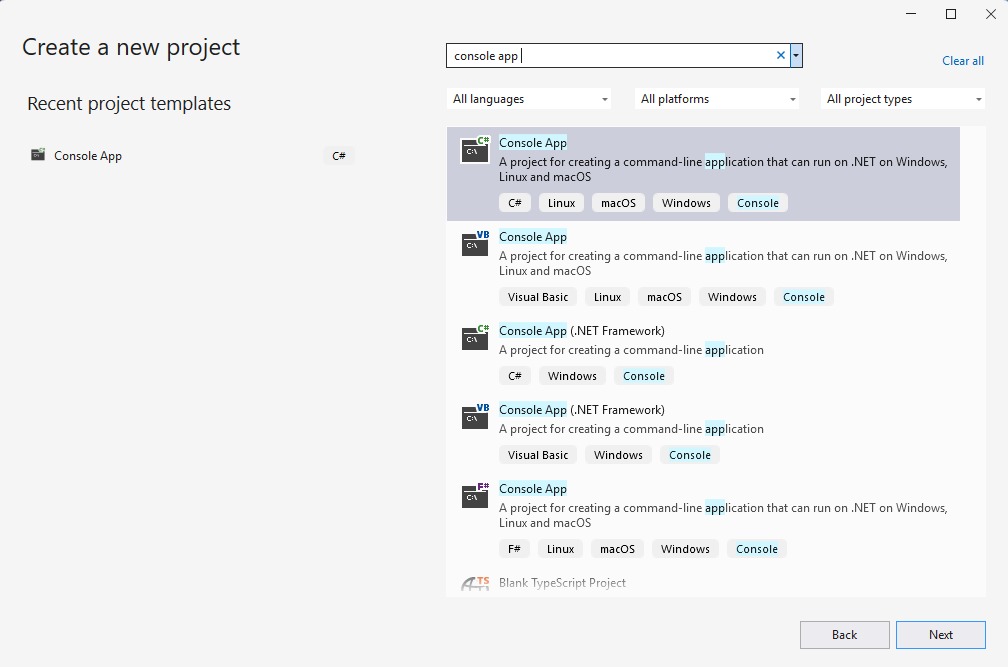 Create a new project
console app
Clear all
Recent project templates
All languages
All platforms
All project types
Console App
C#
C#
C:\
Console App
A project for creating a command-line application that can run on .NET on Windows,
Linux and macOS
C#
Linux
macOS
Windows
Console
VB
C:\
Console App
A project for creating a command-line application that can run on .NET on Windows,
Linux and macOS
Visual Basic
Linux
macOS
Windows
Console
C#
C:\
Console App (.NET Framework)
A project for creating a command-line application
C#
Windows
Console
VB
C:\
Console App (.NET Framework)
A project for creating a command-line application
Visual Basic
Windows
Console
F#
C:\
Console App
A project for creating a command-line application that can run on .NET on Windows,
Linux and macOS
F#
Linux
macOS
Windows
Console
TS
Blank TypeScript Project
Back
Next